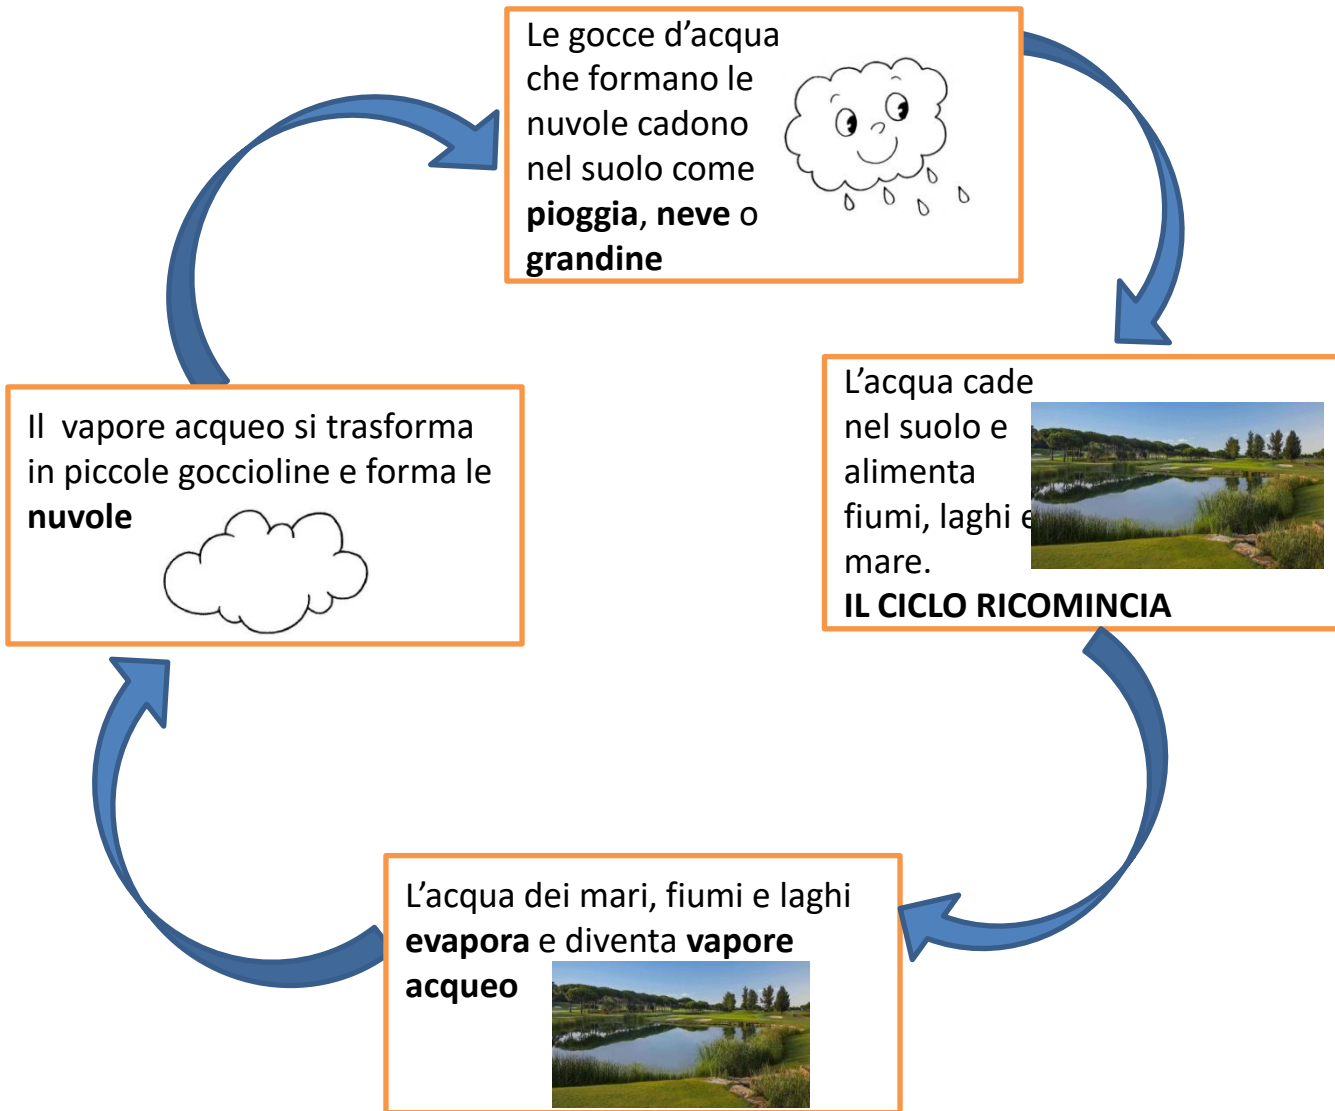 Le gocce d’acqua
che formano le
nuvole cadono
nel suolo come
pioggia, neve o
grandine
L’acqua cade
nel suolo e
alimenta
fiumi, laghi e
mare.
IL CICLO RICOMINCIA
Il  vapore acqueo si trasforma
in piccole goccioline e forma le
nuvole
L’acqua dei mari, fiumi e laghi
evapora e diventa vapore
acqueo